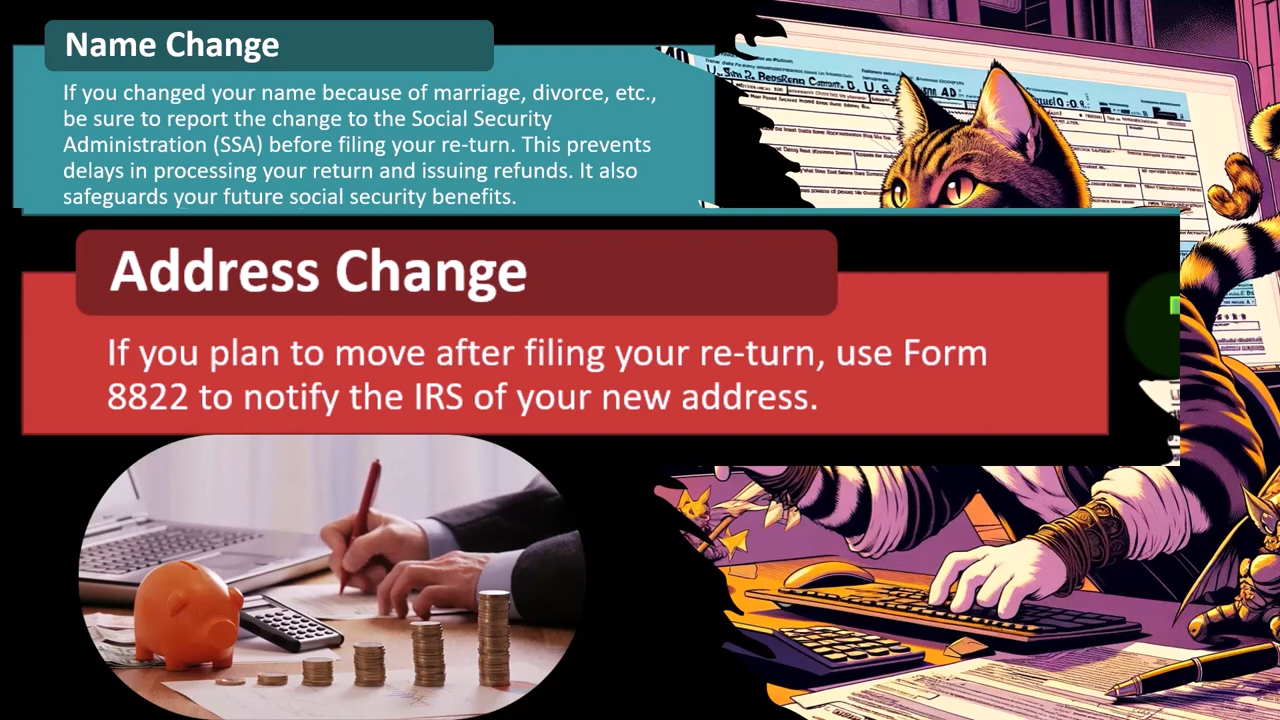 Name Change
If you changed your name because of marriage, divorce, etc.,
be sure to report the change to the Social Security
Administration (SSA) before filing your re-turn. This prevents
delays in processing your return and issuing refunds. It also
safeguards your future social security benefits.
Address Change
If you plan to move after filing your re-turn, use Form
8822 to notify the IRS of your new address.